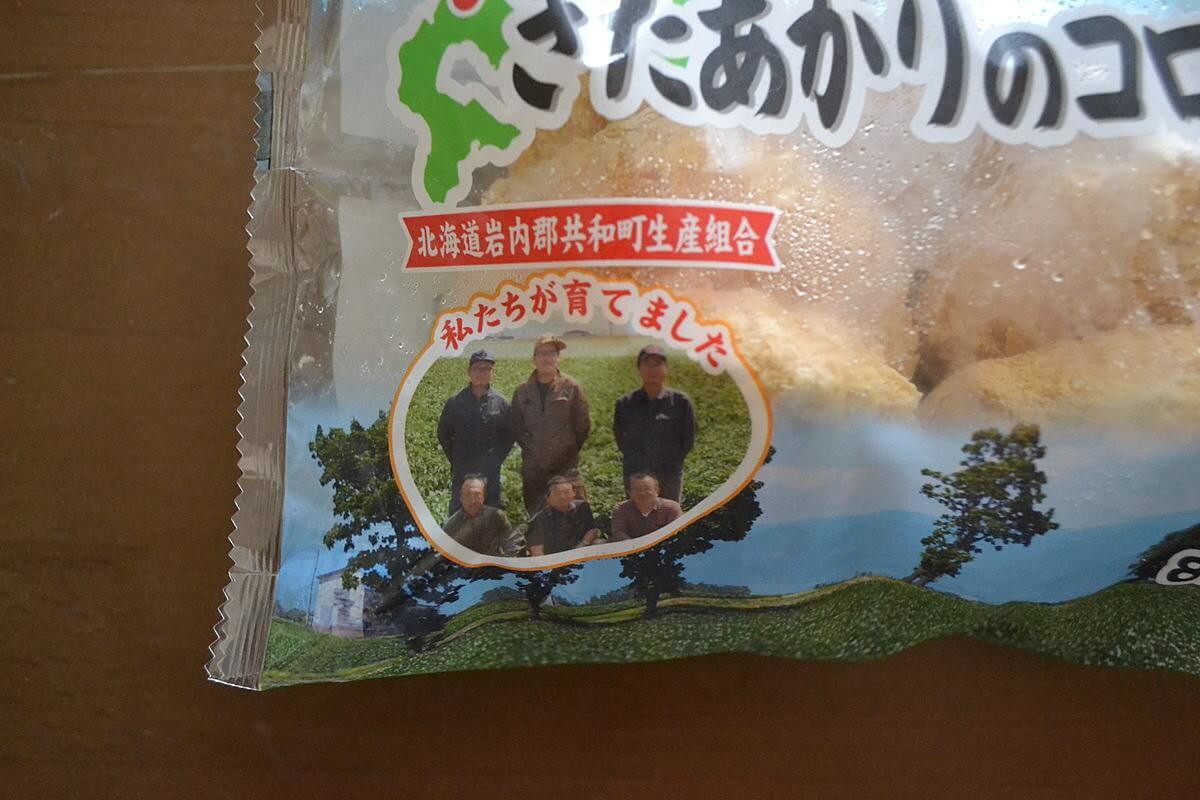 きたあかりのコロ
北海道岩内郡共和町生産組合
私たちが育てました